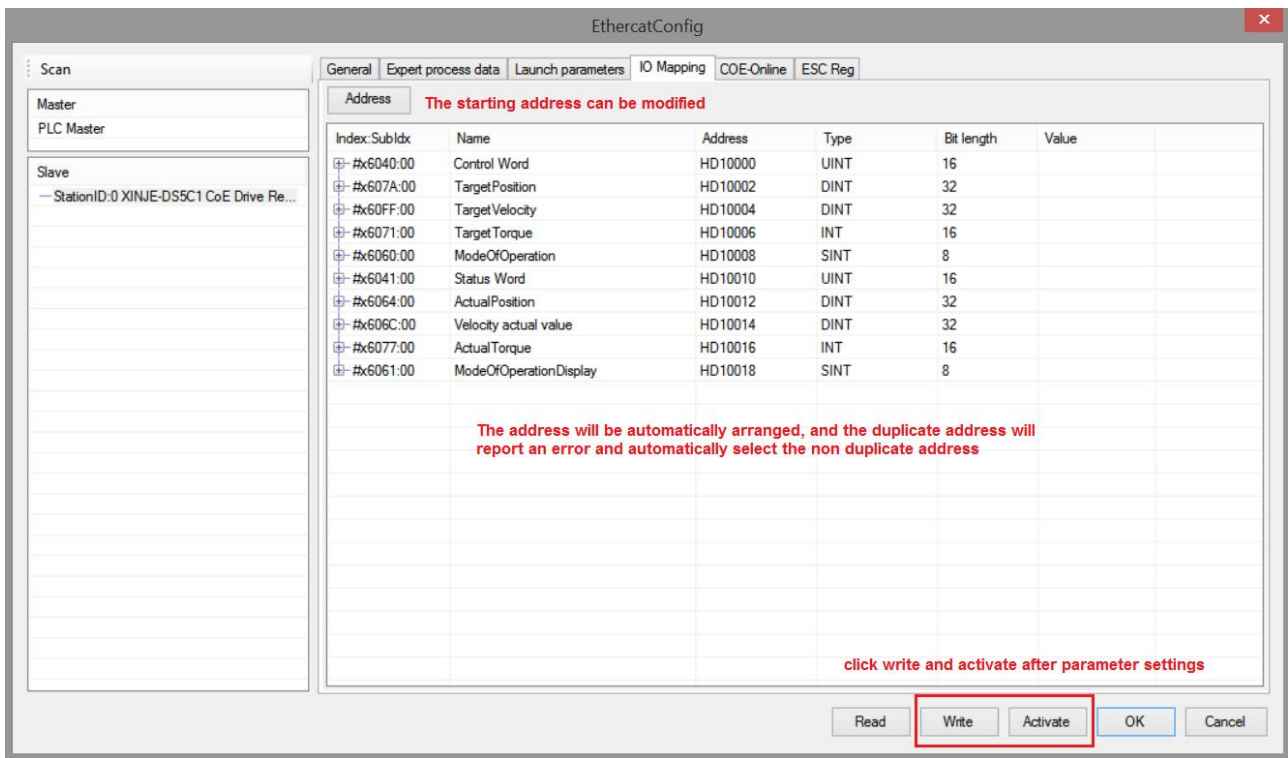 EthercatConfig
Scan
Master
PLC Master
Slave
StationID:0 XINJE-DS5C1 CoE Drive Re...
General Expert process data Launch parameters IO Mapping COE-Online ESC Reg
Address The starting address can be modified
Index:SubIdx Name Address Type Bit length Value
#x6040:00 Control Word HD10000 UINT 16
#x607A:00 TargetPosition HD10002 DINT 32
#x60FF:00 TargetVelocity HD10004 DINT 32
#x6071:00 TargetTorque HD10006 INT 16
#x6060:00 ModeOfOperation HD10008 SINT 8
#x6041:00 Status Word HD10010 UINT 16
#x6064:00 ActualPosition HD10012 DINT 32
#x606C:00 Velocity actual value HD10014 DINT 32
#x6077:00 ActualTorque HD10016 INT 16
#x6061:00 ModeOfOperationDisplay HD10018 SINT 8
The address will be automatically arranged, and the duplicate address will
report an error and automatically select the non duplicate address
click write and activate after parameter settings
Read Write Activate OK Cancel